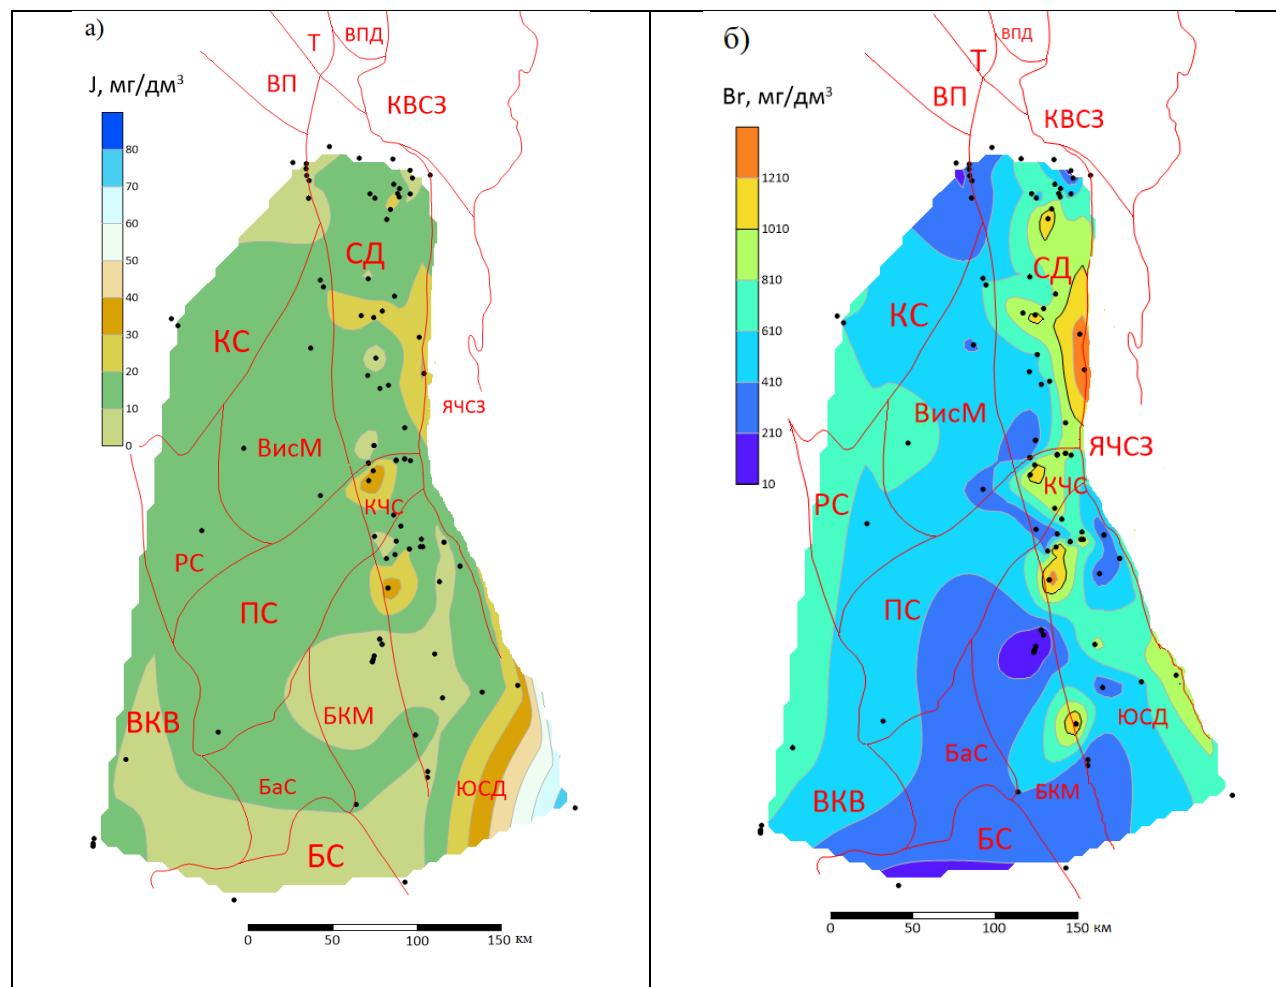 а)
ВПД
Т
ВП
J, мг/дм³
КВСЗ
80
70
60
50
40
30
20
10
0
СД
КС
ЯЧСЗ
ВисМ
КЧС
РС
ПС
ВКВ
БКМ
БаС
ЮСД
БС
0
50
100
150 км
б)
ВПД
Т
ВП
Br, мг/дм³
КВСЗ
1210
1010
810
610
410
210
10
СД
КС
ВисМ
ЯЧСЗ
КЧС
РС
ПС
ЮСД
БаС
ВКВ
БКМ
БС
0
50
100
150 км